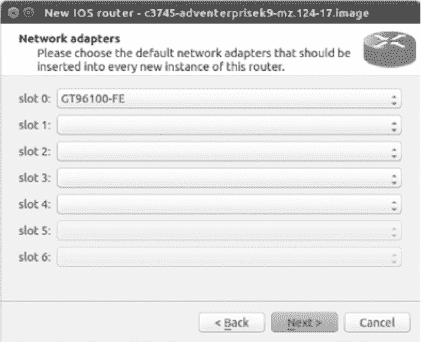 New IOS router - c3745-adventerprisek9-mz.124-17.image
Network adapters
Please choose the default network adapters that should be
inserted into every new instance of this router.
slot 0: GT96100-FE
slot 1:
slot 2:
slot 3:
slot 4:
slot 5:
slot 6:
< Back Next > Cancel